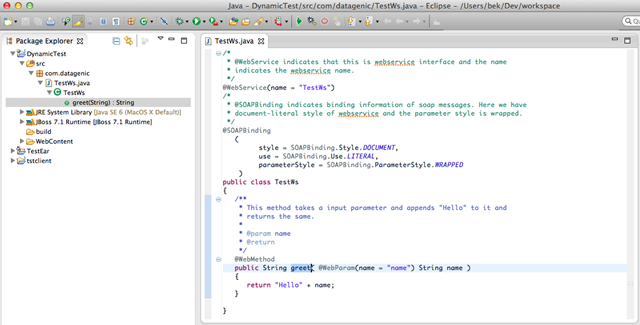 Java - DynamicTest/src/com/datagenic/TestWs.java - Eclipse - /Users/bek/Dev/workspace
Package Explorer
DynamicTest
src
com.datagenic
TestWs.java
TestWs
greet(String) : String
JRE System Library [Java SE 6 (MacOS X Default)]
JBoss 7.1 Runtime [JBoss 7.1 Runtime]
build
WebContent
TestEar
tstclient
TestWs.java
/*
* @WebService indicates that this is webservice interface and the name
* indicates the webservice name.
*/
@WebService(name = "TestWs")
/*
* @SOAPBinding indicates binding information of soap messages. Here we have
* document-literal style of webservice and the parameter style is wrapped.
*/
@SOAPBinding
(
style = SOAPBinding.Style.DOCUMENT,
use = SOAPBinding.Use.LITERAL,
parameterStyle = SOAPBinding.ParameterStyle.WRAPPED
)
public class TestWs
{
/**
* This method takes a input parameter and appends "Hello" to it and
* returns the same.
*
* @param name
* @return
*/
@WebMethod
public String greet( @WebParam(name = "name") String name )
{
return "Hello" + name;
}
}